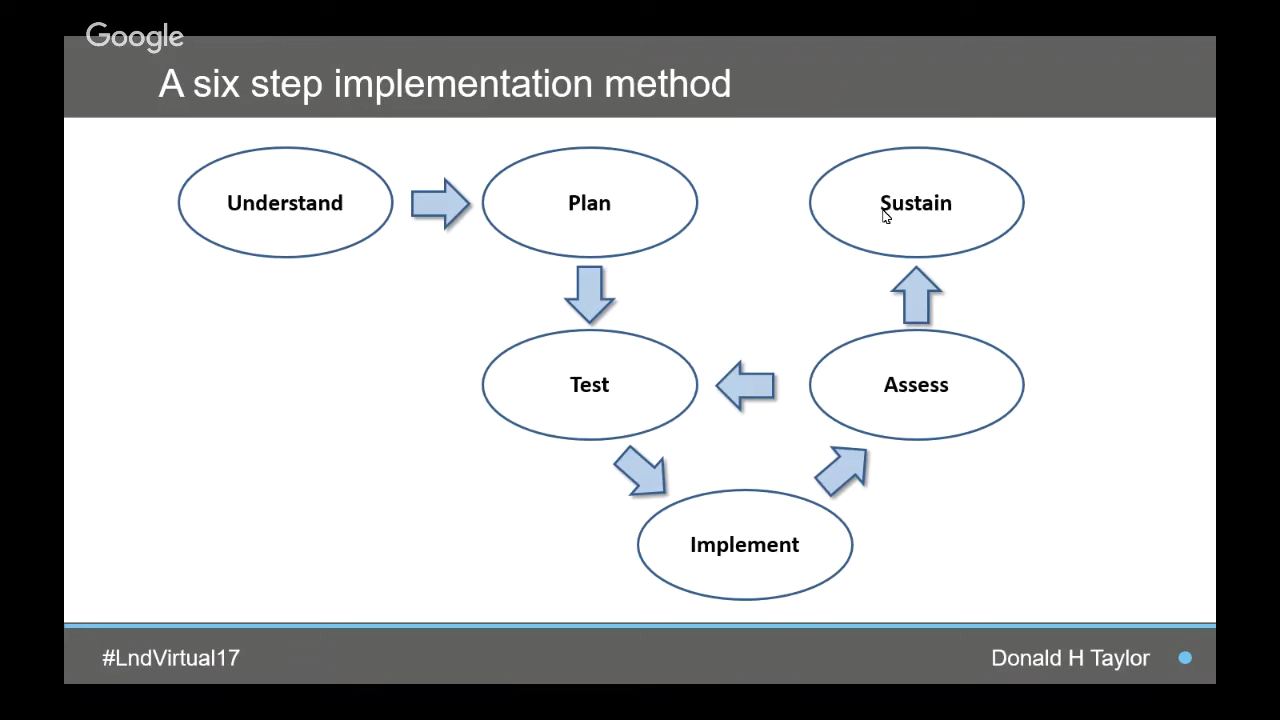 Google
A six step implementation method
Understand
Plan
Sustain
Test
Assess
Implement
#LndVirtual17
Donald H Taylor